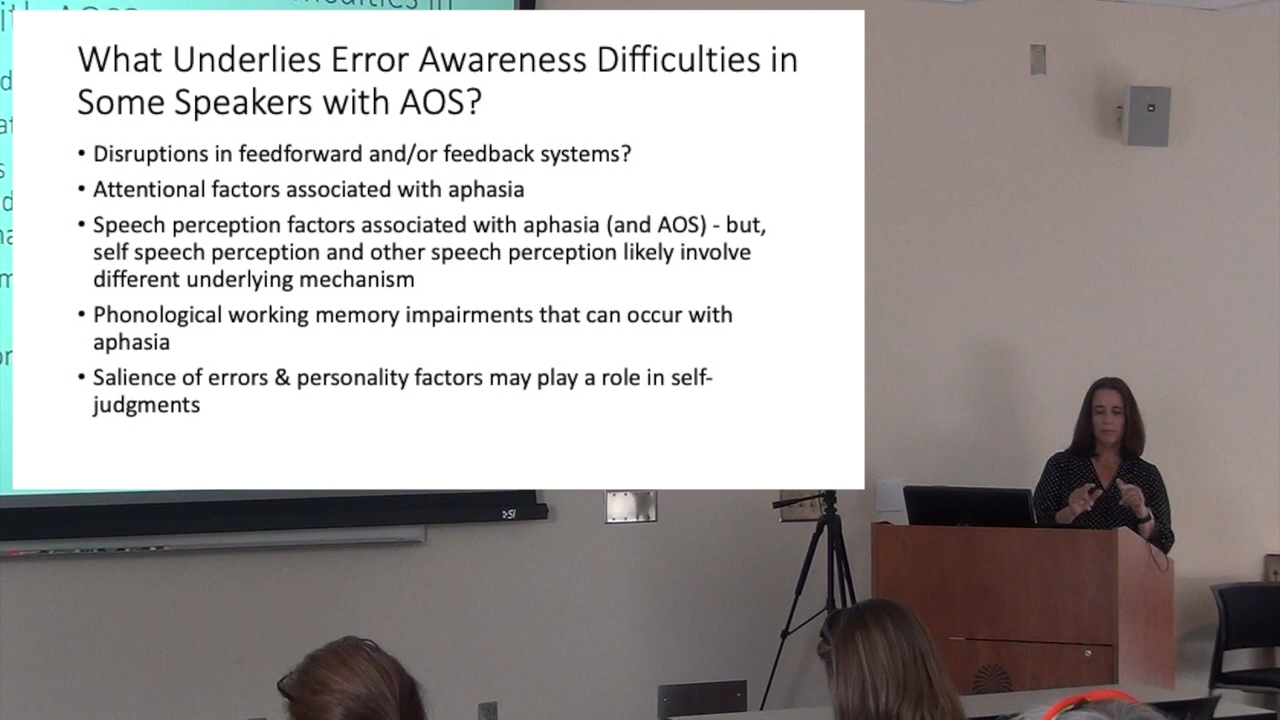 What Underlies Error Awareness Difficulties in
Some Speakers with AOS?
• Disruptions in feedforward and/or feedback systems?
• Attentional factors associated with aphasia
• Speech perception factors associated with aphasia (and AOS) - but,
self speech perception and other speech perception likely involve
different underlying mechanism
• Phonological working memory impairments that can occur with
aphasia
• Salience of errors & personality factors may play a role in self-
judgments